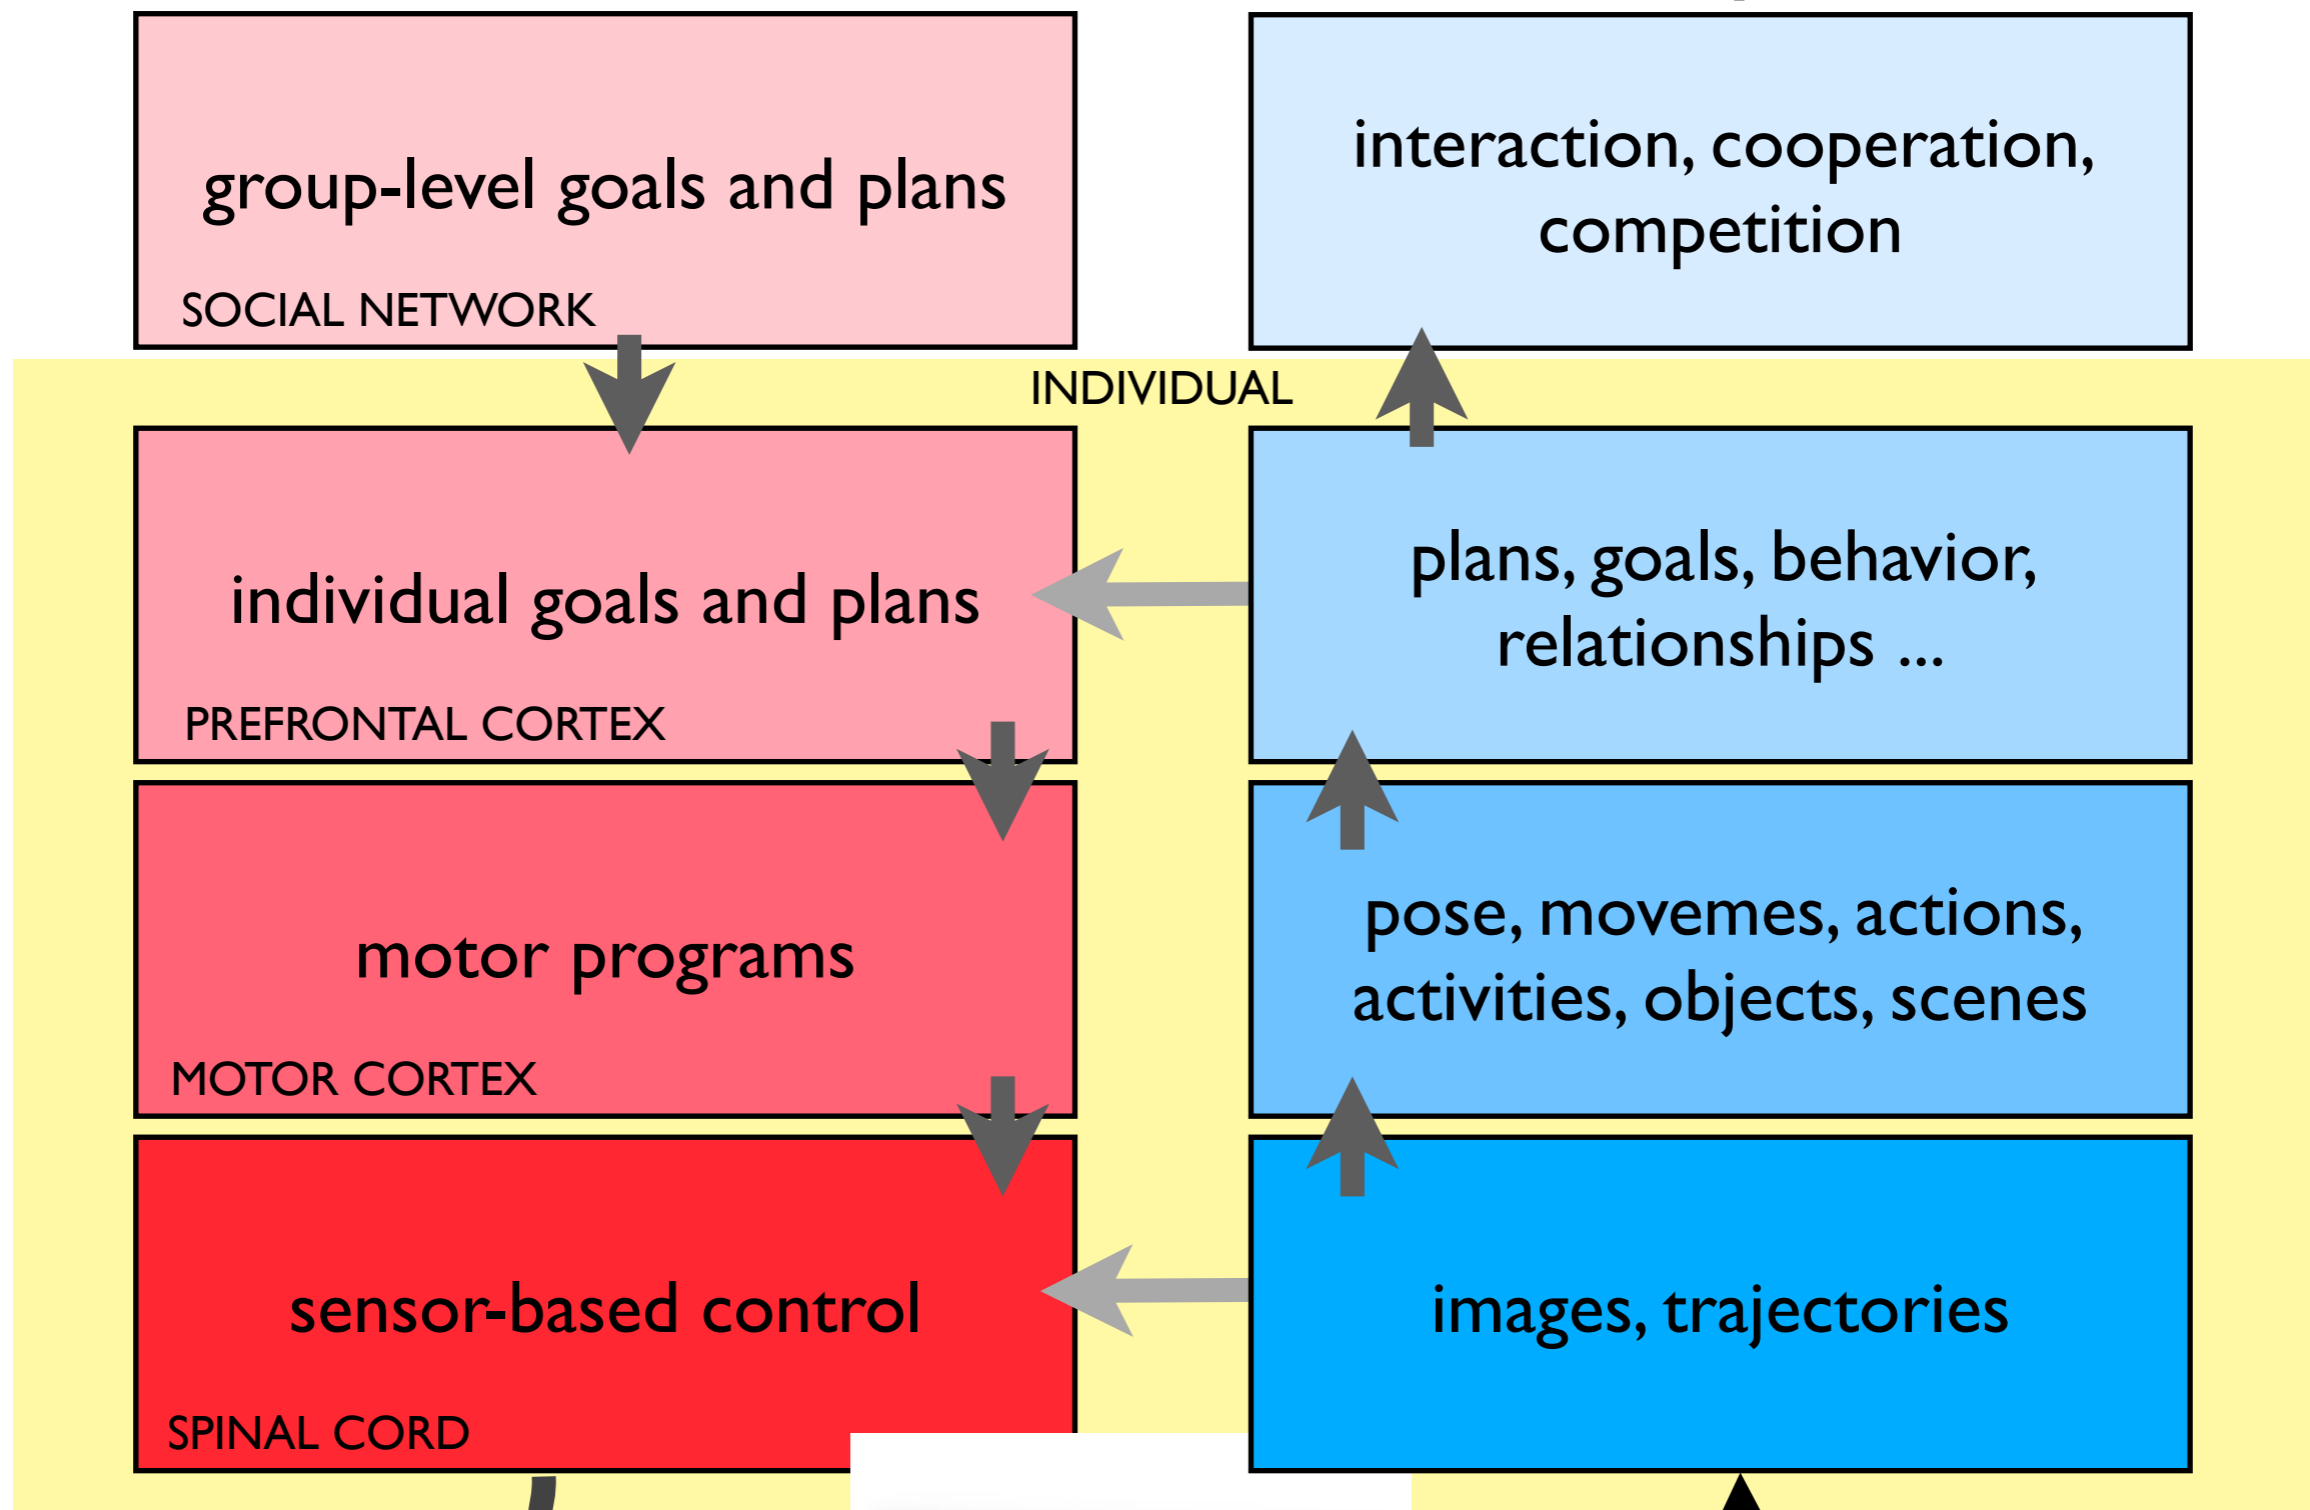 group-level goals and plans
SOCIAL NETWORK
interaction, cooperation,
competition
INDIVIDUAL
individual goals and plans
PREFRONTAL CORTEX
plans, goals, behavior,
relationships ...
motor programs
MOTOR CORTEX
pose, movemes, actions,
activities, objects, scenes
sensor-based control
SPINAL CORD
images, trajectories